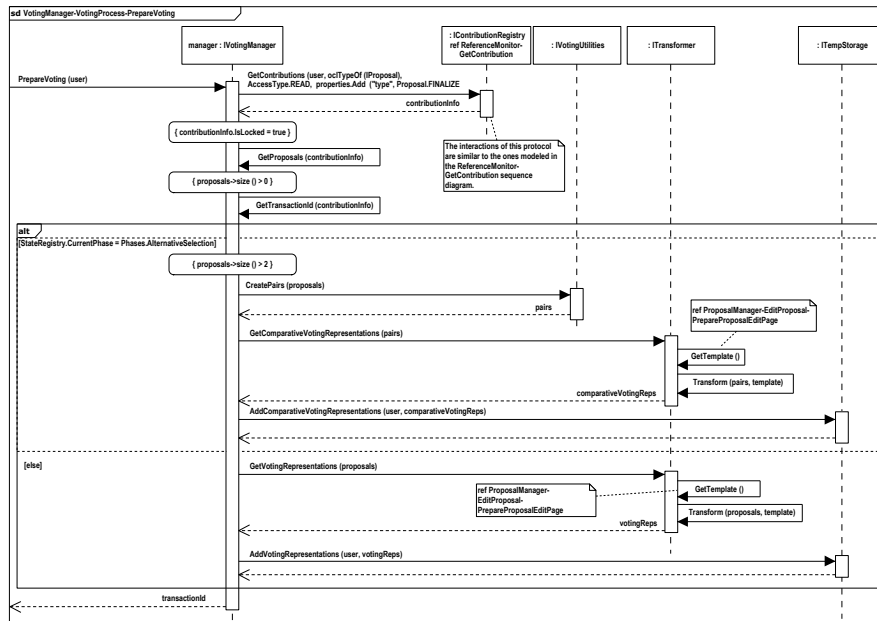 sd VotingManager-VotingProcess-PrepareVoting
manager : IVotingManager
: IContributionRegistry
ref ReferenceMonitor-
GetContribution
: IVotingUtilities
: ITransformer
: ITempStorage
PrepareVoting (user)
GetContributions (user, oclTypeOf (IProposal),
AccessType.READ, properties.Add ("type", Proposal.FINALIZE
contributionInfo
{ contributionInfo.IsLocked = true }
The interactions of this protocol
are similar to the ones modeled in
the ReferenceMonitor-
GetContribution sequence
diagram.
GetProposals (contributionInfo)
{ proposals->size () > 0 }
GetTransactionId (contributionInfo)
alt
[StateRegistry.CurrentPhase = Phases.AlternativeSelection]
{ proposals->size () > 2 }
CreatePairs (proposals)
pairs
ref ProposalManager-EditProposal-
PrepareProposalEditPage
GetComparativeVotingRepresentations (pairs)
GetTemplate ()
Transform (pairs, template)
comparativeVotingReps
AddComparativeVotingRepresentations (user, comparativeVotingReps)
[else]
GetVotingRepresentations (proposals)
ref ProposalManager-
EditProposal-
PrepareProposalEditPage
GetTemplate ()
Transform (proposals, template)
votingReps
AddVotingRepresentations (user, votingReps)
transactionId